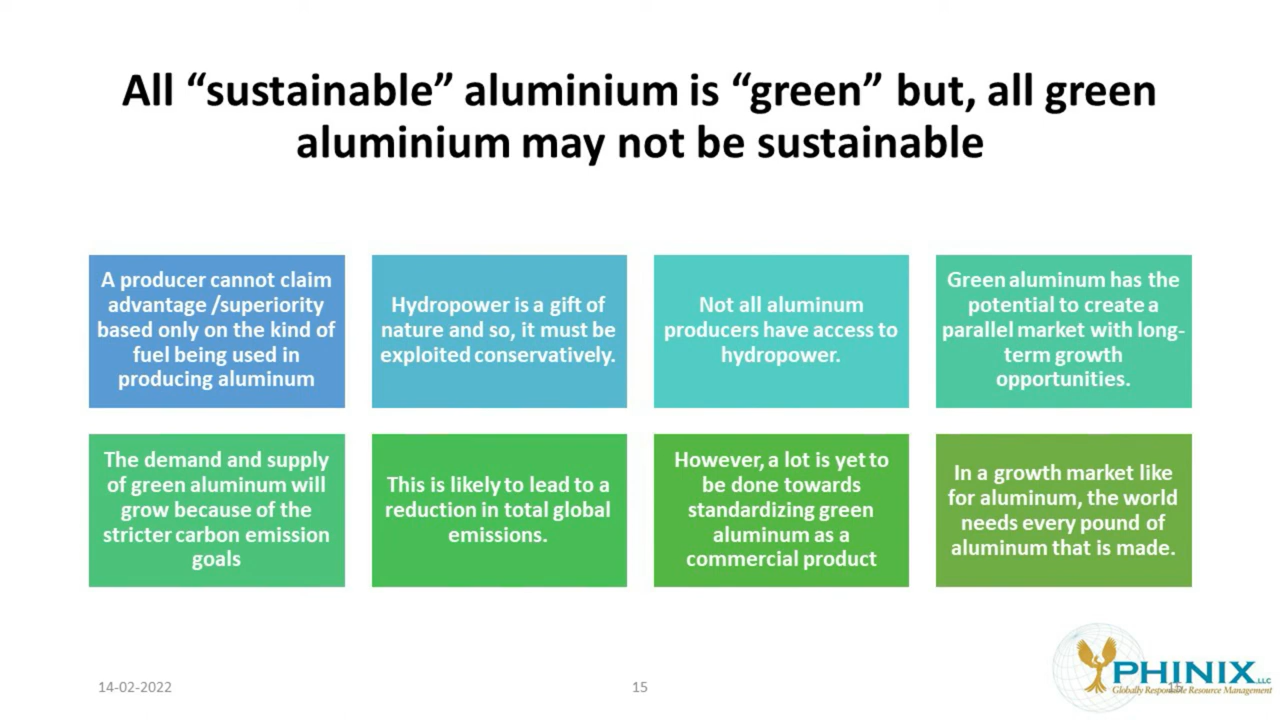 All “sustainable” aluminium is “green” but, all green
aluminium may not be sustainable
A producer cannot claim
advantage /superiority
based only on the kind of
fuel being used in
producing aluminum
Hydropower is a gift of
nature and so, it must be
exploited conservatively.
Not all aluminum
producers have access to
hydropower.
Green aluminum has the
potential to create a
parallel market with long-
term growth
opportunities.
The demand and supply
of green aluminum will
grow because of the
stricter carbon emission
goals
This is likely to lead to a
reduction in total global
emissions.
However, a lot is yet to
be done towards
standardizing green
aluminum as a
commercial product
In a growth market like
for aluminum, the world
needs every pound of
aluminum that is made.
14-02-2022
15
PHINIX LLC
Globally Responsible Resource Management
15